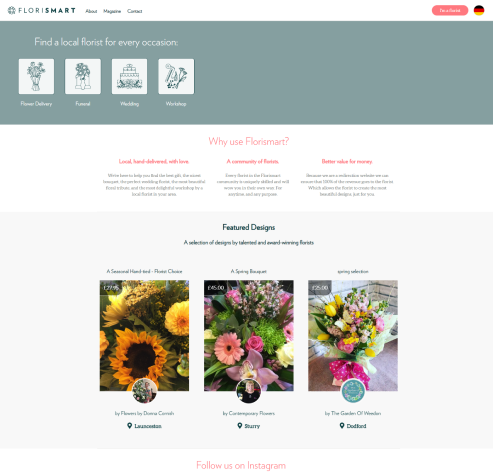 FLORISMART
About Magazine Contact
I'm a florist
Find a local florist for every occasion:
Flower Delivery Funeral Wedding Workshop
Why use Florismart?
Local, hand-delivered, with love.
We're here to help you find the best gift, the nicest
bouquet, the perfect wedding florist, the most beautiful
floral tribute, and the most delightful workshop by a
local florist in your area.
A community of florists
Every florist in the Florismart
community is uniquely skilled and will
wow you in their own way. For
any time, and any purpose.
Better value for money
Because we are a redirection website we can
ensure that 100% of the revenue goes to the florist.
Which allows the florist to create the most
beautiful designs, just for you.
Featured Designs
A selection of designs by talented and award-winning florists
A Seasonal Hand-tied - Florist Choice
£27.95
by Flowers by Donna Cornish
Launceston
A Spring Bouquet
£45.00
by Contemporary Flowers
Sturry
spring selection
£25.00
by The Garden Of Weedon
Dodford
Follow us on Instagram